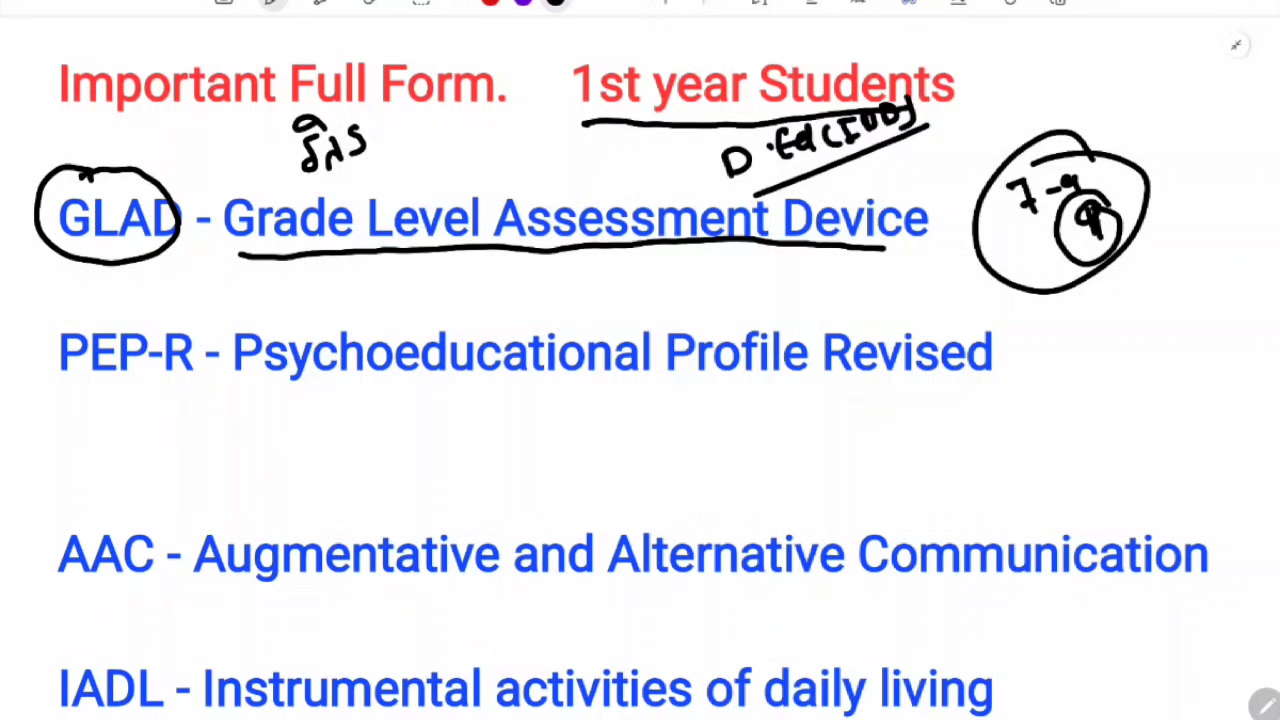 Important Full Form. 1st year Students
D.Ed (IDD)
GLAD - Grade Level Assessment Device
PEP-R - Psychoeducational Profile Revised
AAC - Augmentative and Alternative Communication
IADL - Instrumental activities of daily living